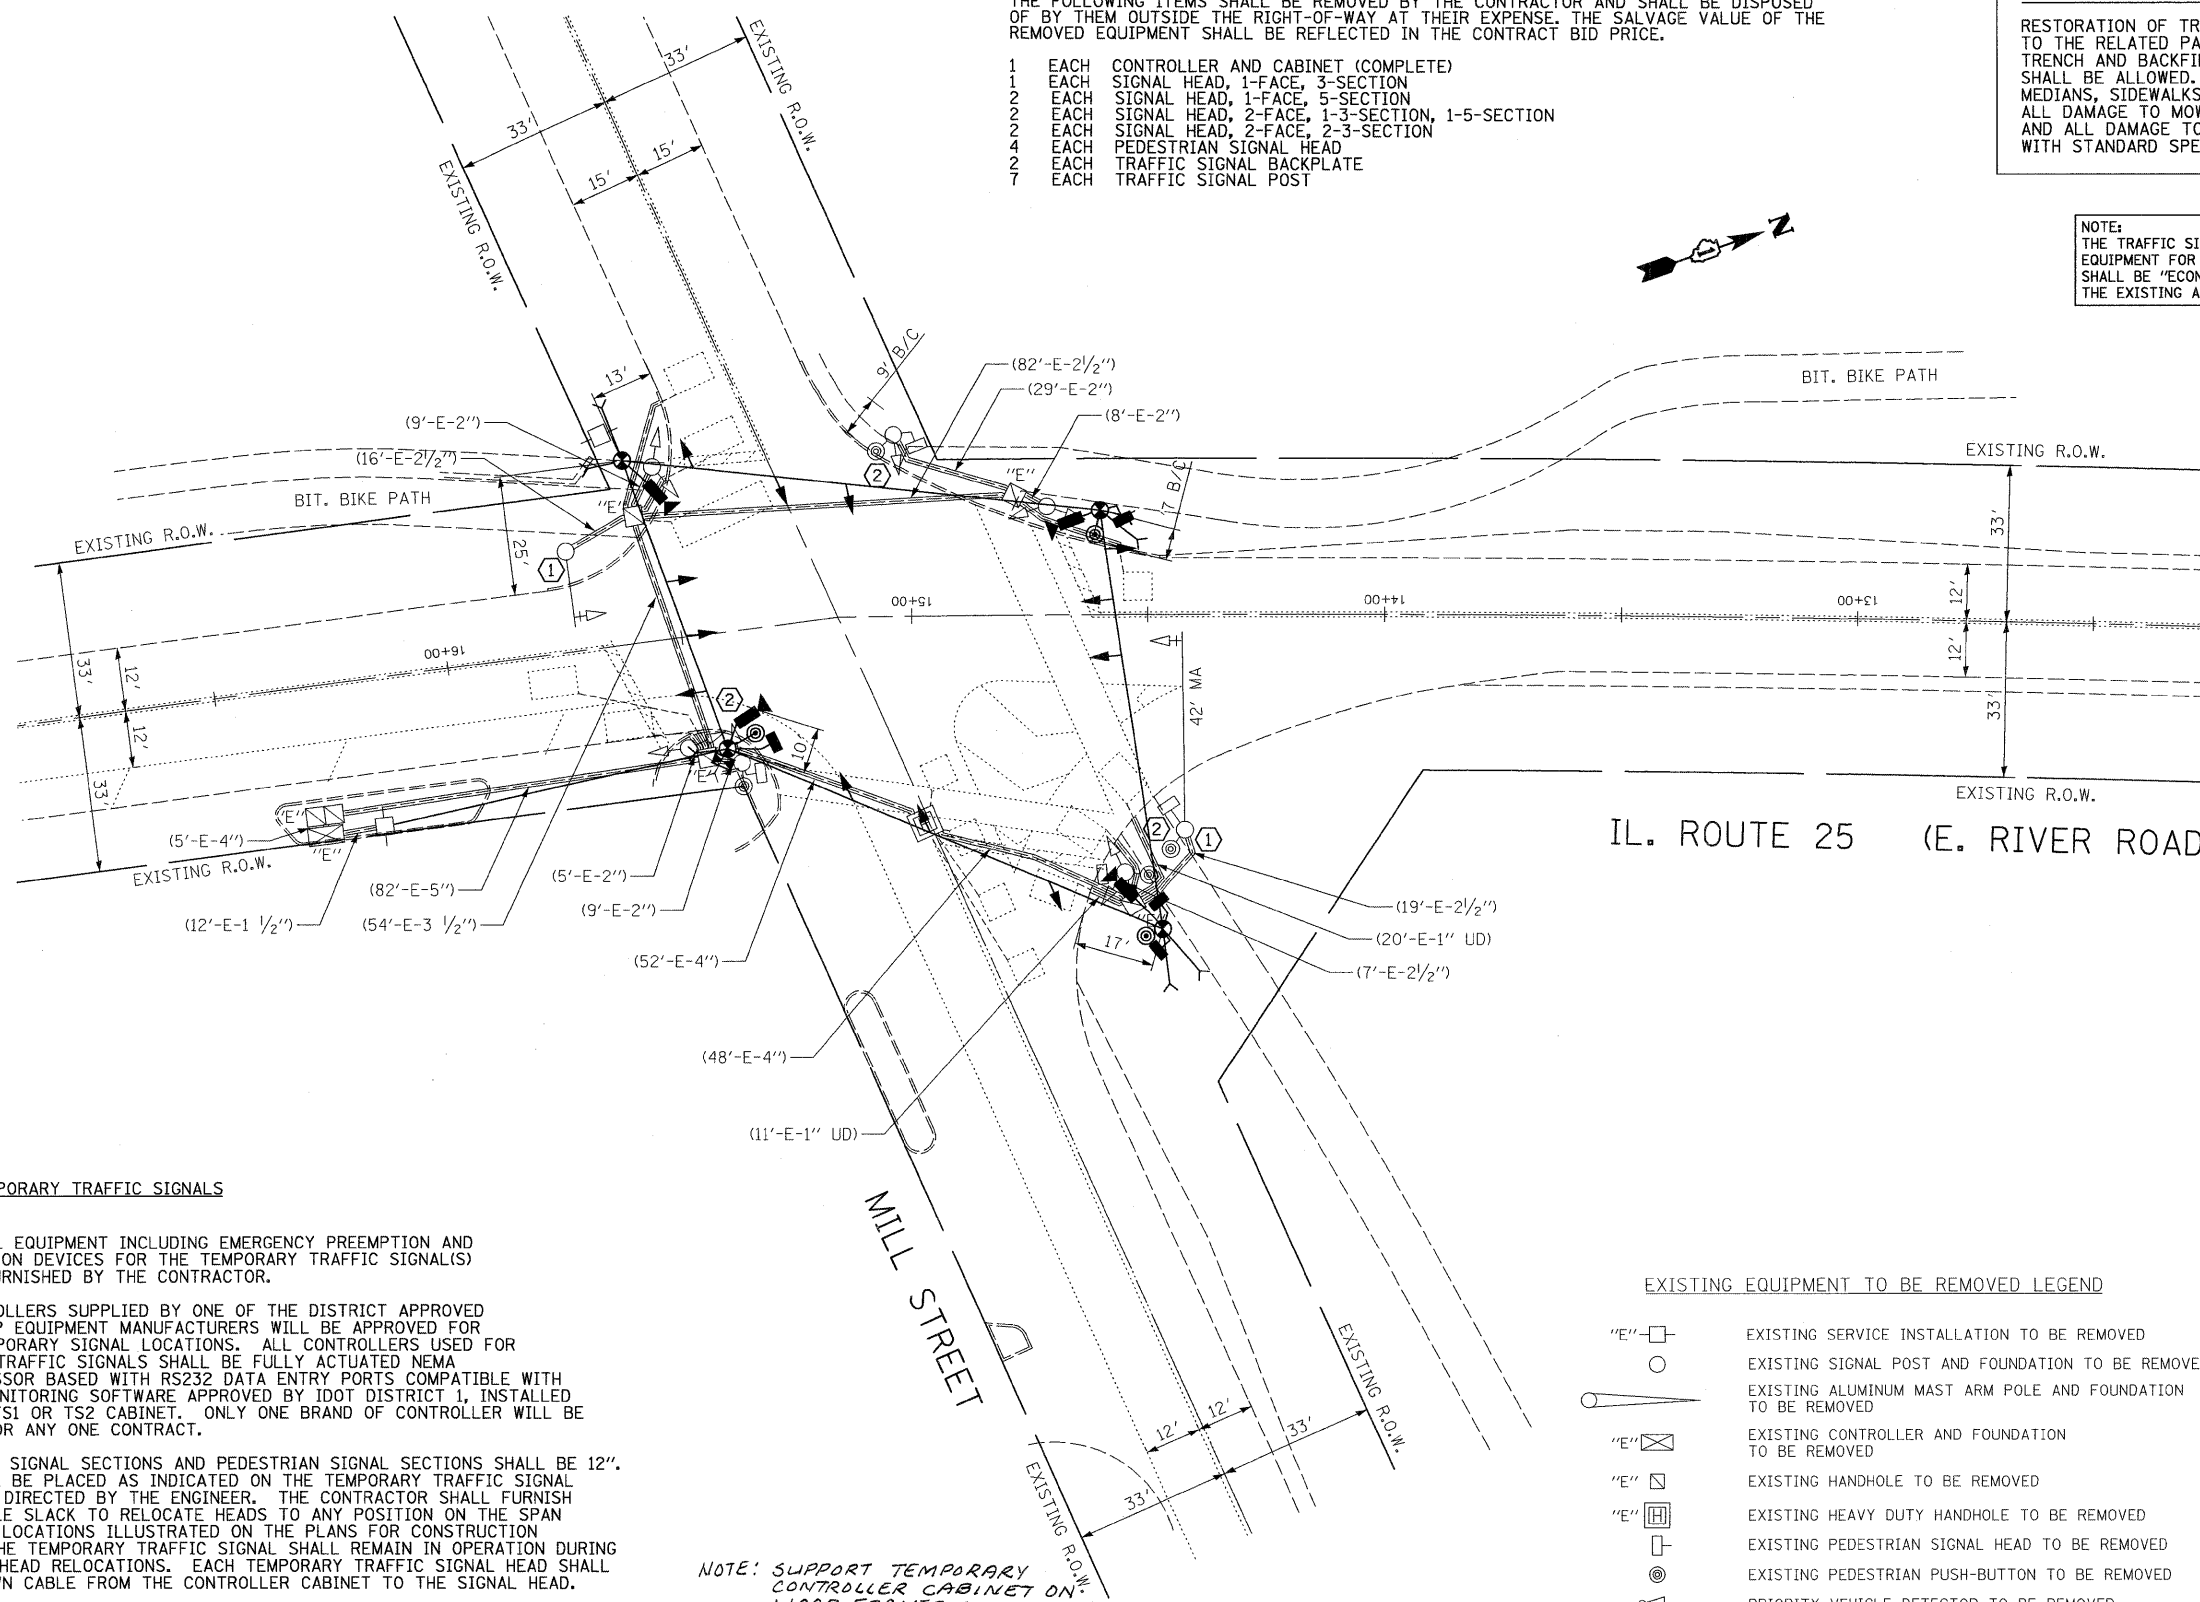 THE FOLLOWING ITEMS SHALL BE REMOVED BY THE CONTRACTOR AND SHALL BE DISPOSED
OF BY THEM OUTSIDE THE RIGHT-OF-WAY AT THEIR EXPENSE. THE SALVAGE VALUE OF THE
REMOVED EQUIPMENT SHALL BE REFLECTED IN THE CONTRACT BID PRICE.
1 EACH CONTROLLER AND CABINET (COMPLETE)
1 EACH SIGNAL HEAD, 1-FACE, 3-SECTION
2 EACH SIGNAL HEAD, 1-FACE, 5-SECTION
2 EACH SIGNAL HEAD, 2-FACE, 1-3-SECTION, 1-5-SECTION
2 EACH SIGNAL HEAD, 2-FACE, 2-3-SECTION
4 EACH PEDESTRIAN SIGNAL HEAD
2 EACH TRAFFIC SIGNAL BACKPLATE
7 EACH TRAFFIC SIGNAL POST
RESTORATION OF TR
TO THE RELATED PA
TRENCH AND BACKFI
SHALL BE ALLOWED.
MEDIANS, SIDEWALKS
ALL DAMAGE TO MOW
AND ALL DAMAGE TO
WITH STANDARD SPE
NOTE:
THE TRAFFIC SI
EQUIPMENT FOR
SHALL BE "ECON
THE EXISTING A
N
EXISTING R.O.W.
33'
33'
15'
15'
EXISTING R.O.W.
9' B/C
13'
(82'-E-2½")
(29'-E-2")
(8'-E-2")
BIT. BIKE PATH
(9'-E-2")
(16'-E-2½")
BIT. BIKE PATH
"E"
"E"
2
17 B/C
EXISTING R.O.W.
EXISTING R.O.W.
25'
1
33'
12'
12'
33'
16+00
15+00
14+00
13+00
33'
12'
12'
33'
2
10
"E"
42' MA
"E"
(5'-E-4")
"E"
EXISTING R.O.W.
EXISTING R.O.W.
IL. ROUTE 25 (E. RIVER ROAD
2
1
"E"
17'
(82'-E-5")
(5'-E-2")
(12'-E-1 ½")
(54'-E-3 ½")
(9'-E-2")
(52'-E-4")
(19'-E-2½")
(20'-E-1" UD)
(7'-E-2½")
(48'-E-4")
(11'-E-1" UD)
MILL STREET
EXISTING R.O.W.
12'
12'
33'
33'
EXISTING R.O.W.
PORARY TRAFFIC SIGNALS
L EQUIPMENT INCLUDING EMERGENCY PREEMPTION AND
ON DEVICES FOR THE TEMPORARY TRAFFIC SIGNAL(S)
URNISHED BY THE CONTRACTOR.
OLLERS SUPPLIED BY ONE OF THE DISTRICT APPROVED
P EQUIPMENT MANUFACTURERS WILL BE APPROVED FOR
PORARY SIGNAL LOCATIONS. ALL CONTROLLERS USED FOR
TRAFFIC SIGNALS SHALL BE FULLY ACTUATED NEMA
SSOR BASED WITH RS232 DATA ENTRY PORTS COMPATIBLE WITH
NITORING SOFTWARE APPROVED BY IDOT DISTRICT 1, INSTALLED
TS1 OR TS2 CABINET. ONLY ONE BRAND OF CONTROLLER WILL BE
OR ANY ONE CONTRACT.
SIGNAL SECTIONS AND PEDESTRIAN SIGNAL SECTIONS SHALL BE 12".
BE PLACED AS INDICATED ON THE TEMPORARY TRAFFIC SIGNAL
DIRECTED BY THE ENGINEER. THE CONTRACTOR SHALL FURNISH
LE SLACK TO RELOCATE HEADS TO ANY POSITION ON THE SPAN
LOCATIONS ILLUSTRATED ON THE PLANS FOR CONSTRUCTION
HE TEMPORARY TRAFFIC SIGNAL SHALL REMAIN IN OPERATION DURING
HEAD RELOCATIONS. EACH TEMPORARY TRAFFIC SIGNAL HEAD SHALL
WN CABLE FROM THE CONTROLLER CABINET TO THE SIGNAL HEAD.
NOTE: SUPPORT TEMPORARY
CONTROLLER CABINET ON
EXISTING EQUIPMENT TO BE REMOVED LEGEND
"E" EXISTING SERVICE INSTALLATION TO BE REMOVED
EXISTING SIGNAL POST AND FOUNDATION TO BE REMOVE
EXISTING ALUMINUM MAST ARM POLE AND FOUNDATION
TO BE REMOVED
"E" EXISTING CONTROLLER AND FOUNDATION
TO BE REMOVED
"E" EXISTING HANDHOLE TO BE REMOVED
"E" H EXISTING HEAVY DUTY HANDHOLE TO BE REMOVED
EXISTING PEDESTRIAN SIGNAL HEAD TO BE REMOVED
EXISTING PEDESTRIAN PUSH-BUTTON TO BE REMOVED
PRIORITY VEHICLE DETECTOR TO BE REMOVED